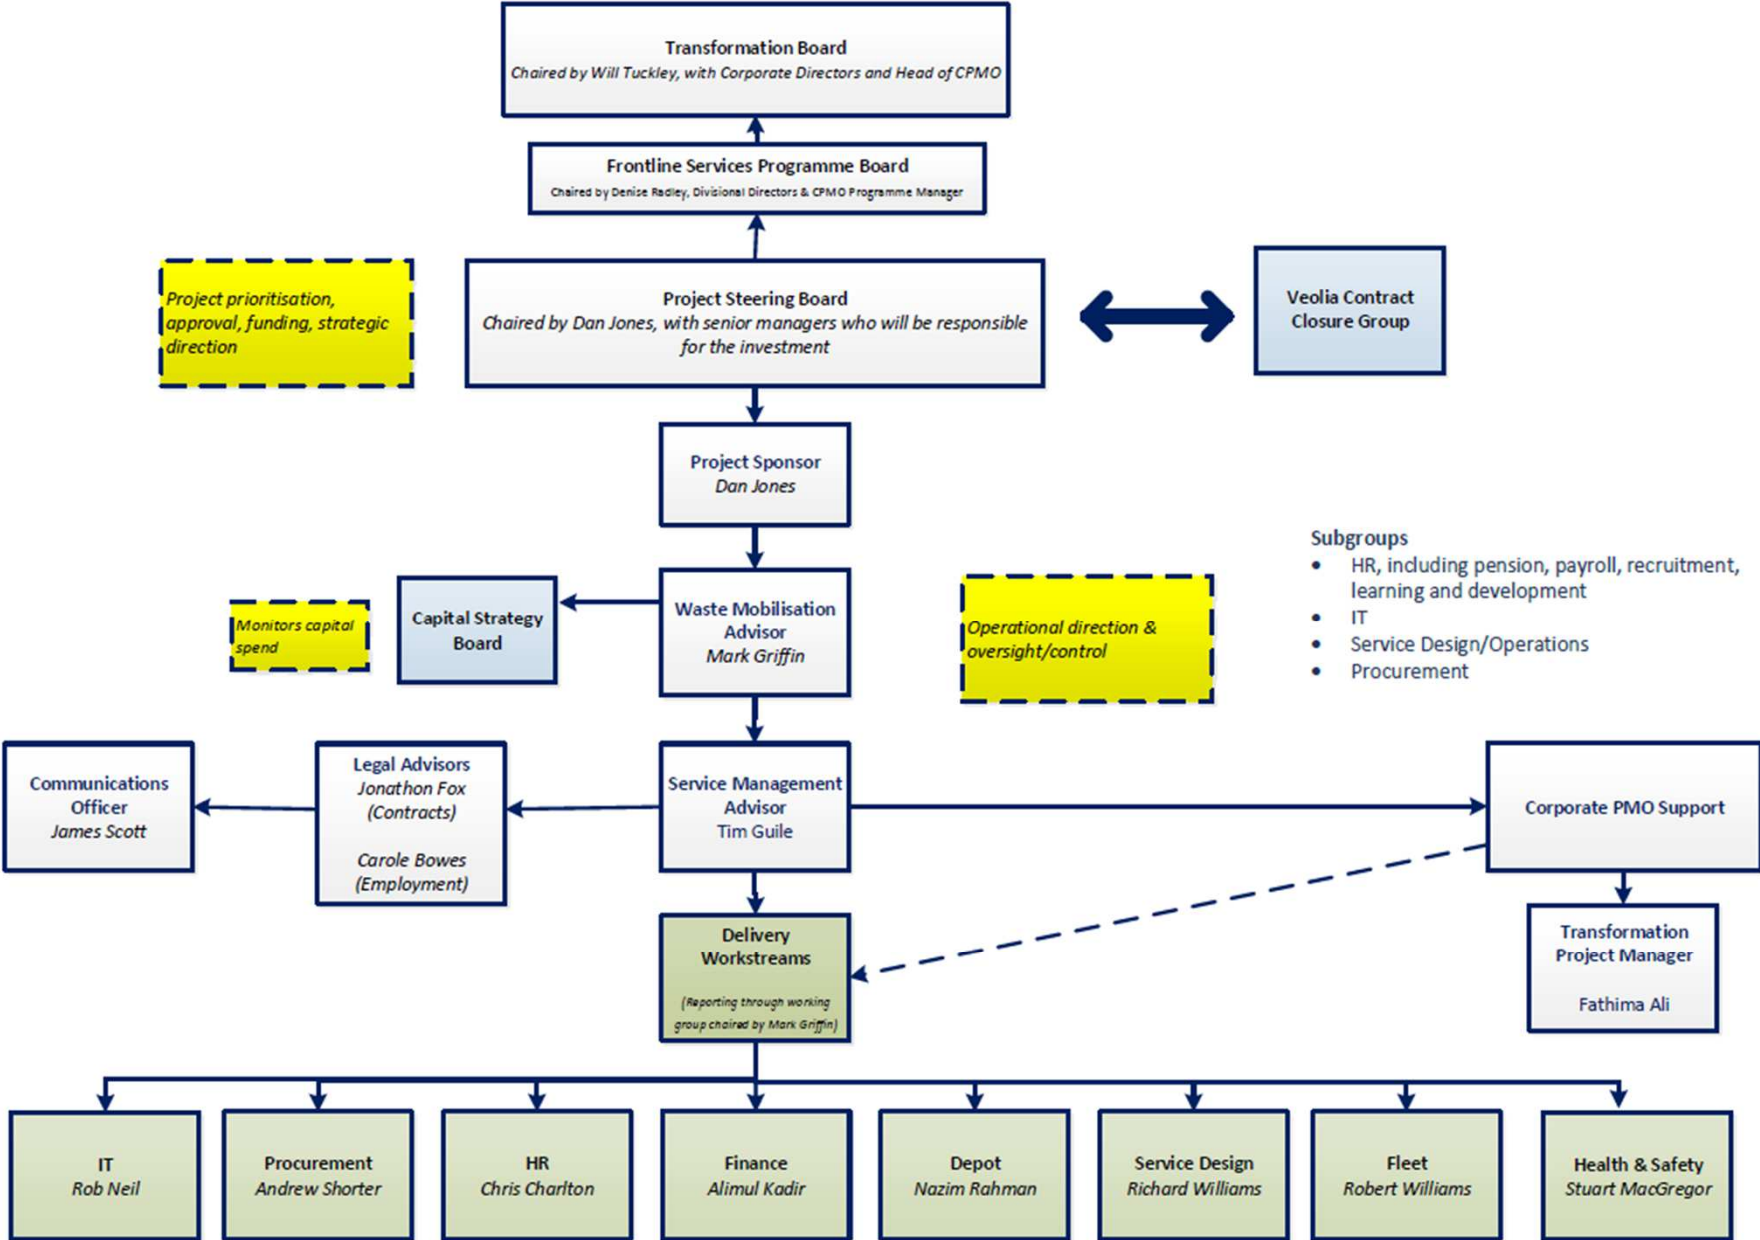 Transformation Board
Chaired by Will Tuckley, with Corporate Directors and Head of CPMO
Frontline Services Programme Board
Chaired by Denise Radley, Divisional Directors & CPMO Programme Manager
Project prioritisation,
approval, funding, strategic
direction
Project Steering Board
Chaired by Dan Jones, with senior managers who will be responsible
for the investment
Veolia Contract
Closure Group
Project Sponsor
Dan Jones
Subgroups
• HR, including pension, payroll, recruitment,
learning and development
• IT
• Service Design/Operations
• Procurement
Monitors capital
spend
Capital Strategy
Board
Waste Mobilisation
Advisor
Mark Griffin
Operational direction &
oversight/control
Communications
Officer
James Scott
Legal Advisors
Jonathon Fox
(Contracts)
Carole Bowes
(Employment)
Service Management
Advisor
Tim Guile
Corporate PMO Support
Delivery
Workstreams
(Reporting through working
group chaired by Mark Griffin)
Transformation
Project Manager
Fathima Ali
IT
Rob Neil
Procurement
Andrew Shorter
HR
Chris Charlton
Finance
Alimul Kadir
Depot
Nazim Rahman
Service Design
Richard Williams
Fleet
Robert Williams
Health & Safety
Stuart MacGregor